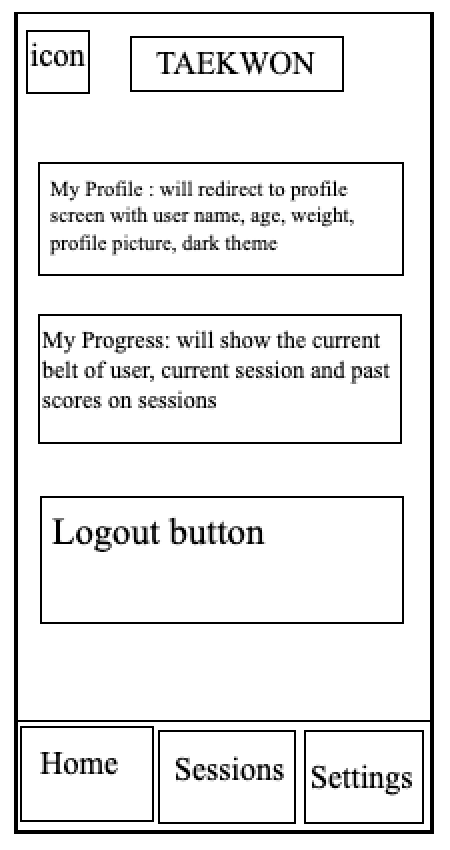 icon
TAEKWON
My Profile : will redirect to profile
screen with user name, age, weight,
profile picture, dark theme
My Progress: will show the current
belt of user, current session and past
scores on sessions
Logout button
Home
Sessions
Settings